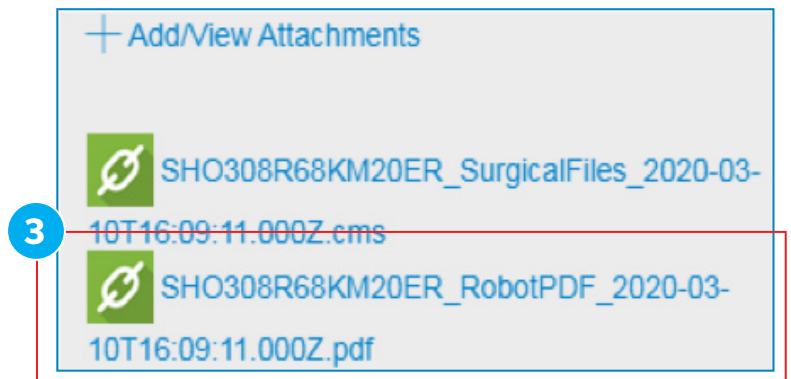 Add/View Attachments
SHO308R68KM20ER_SurgicalFiles_2020-03-
3
10T16:09:11.000Z.cms
SHO308R68KM20ER_RobotPDF_2020-03-
10T16:09:11.000Z.pdf